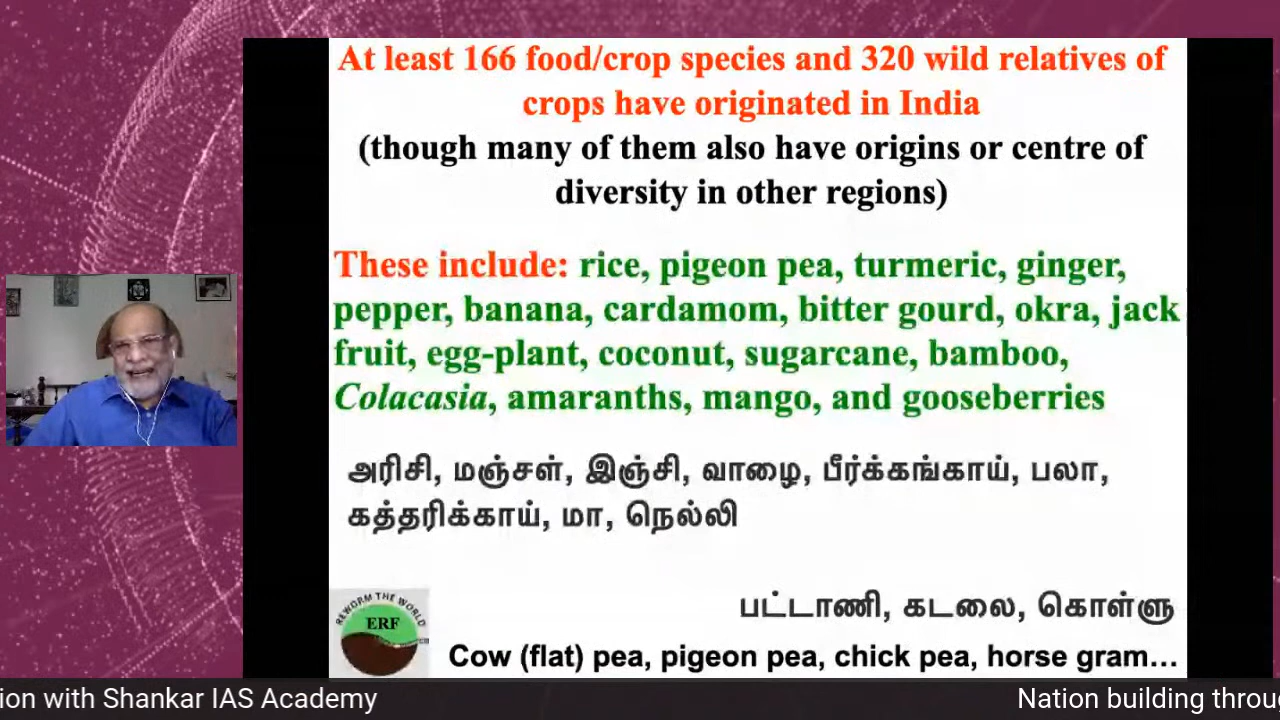 At least 166 food/crop species and 320 wild relatives of
crops have originated in India
(though many of them also have origins or centre of
diversity in other regions)
These include: rice, pigeon pea, turmeric, ginger,
pepper, banana, cardamom, bitter gourd, okra, jack
fruit, egg-plant, coconut, sugarcane, bamboo,
Colacasia, amaranths, mango, and gooseberries
அரிசி, மஞ்சள், இஞ்சி, வாழை, பீர்க்கங்காய், பலா,
கத்தரிக்காய், மா, நெல்லி
பட்டாணி, கடலை, கொள்ளு
REWORM THE WORLD
ERF
Cow (flat) pea, pigeon pea, chick pea, horse gram...
ion with Shankar IAS Academy
Nation building throug